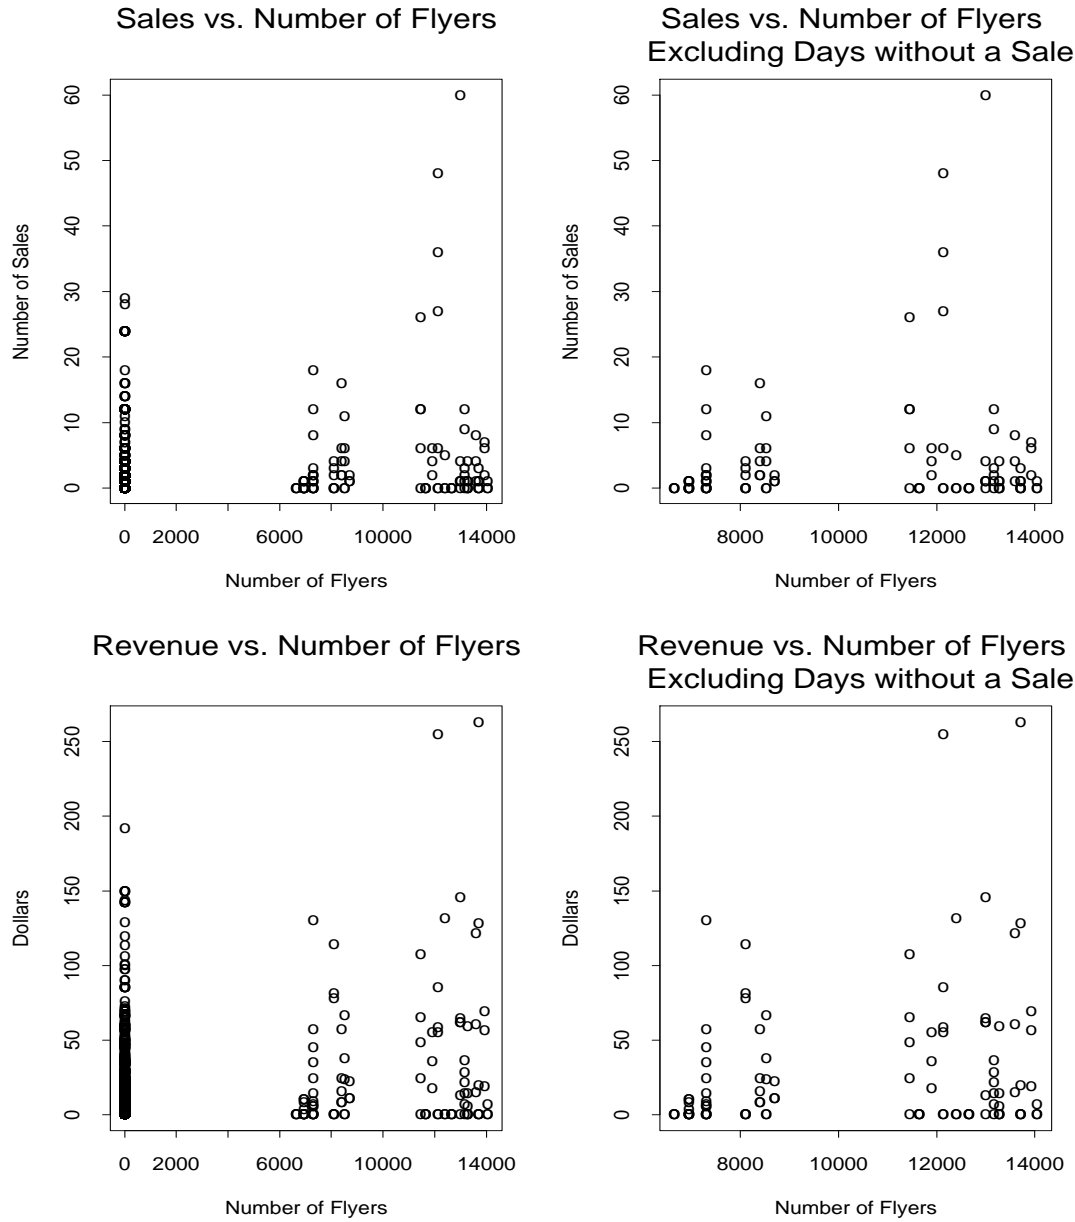 Sales vs. Number of Flyers
60
50
40
30
20
10
0
Number of Sales
0 2000 6000 10000 14000
Number of Flyers
Sales vs. Number of Flyers
Excluding Days without a Sale
60
50
40
30
20
10
0
Number of Sales
8000 10000 12000 14000
Number of Flyers
Revenue vs. Number of Flyers
250
200
150
100
50
0
Dollars
0 2000 6000 10000 14000
Number of Flyers
Revenue vs. Number of Flyers
Excluding Days without a Sale
250
200
150
100
50
0
Dollars
8000 10000 12000 14000
Number of Flyers